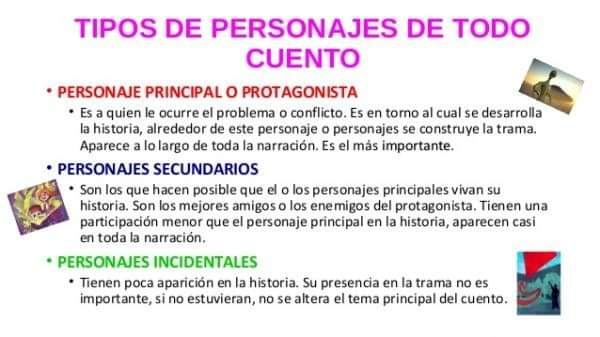 TIPOS DE PERSONAJES DE TODO
CUENTO
• PERSONAJE PRINCIPAL O PROTAGONISTA
• Es a quien le ocurre el problema o conflicto. Es en torno al cual se desarrolla
la historia, alrededor de este personaje o personajes se construye la trama.
Aparece a lo largo de toda la narración. Es el más importante.
• PERSONAJES SECUNDARIOS
• Son los que hacen posible que el o los personajes principales vivan su
historia. Son los mejores amigos o los enemigos del protagonista. Tienen una
participación menor que el personaje principal en la historia, aparecen casi
en toda la narración.
• PERSONAJES INCIDENTALES
• Tienen poca aparición en la historia. Su presencia en la trama no es
importante, si no estuvieran, no se altera el tema principal del cuento.